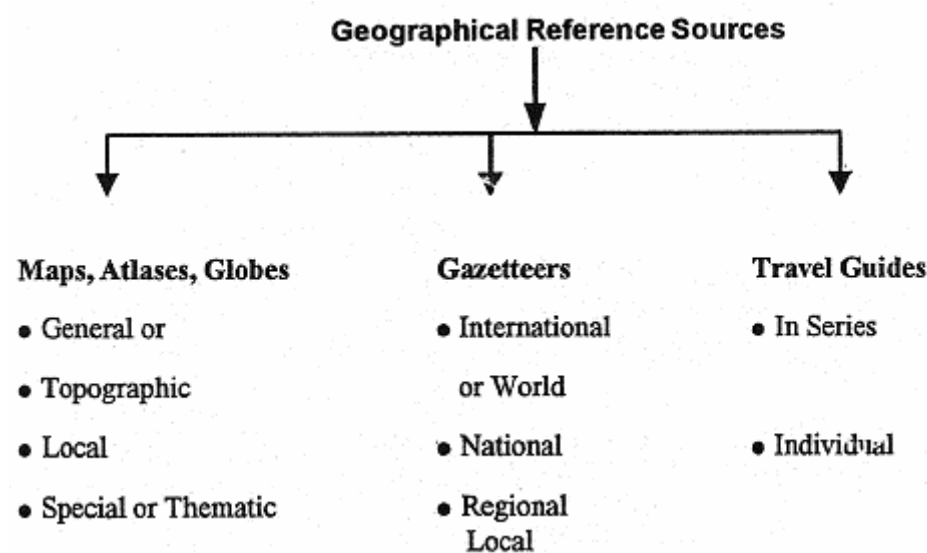 Geographical Reference Sources
Maps, Atlases, Globes
● General or
● Topographic
● Local
● Special or Thematic
Gazetteers
● International
or World
● National
● Regional
Local
Travel Guides
● In Series
● Individual